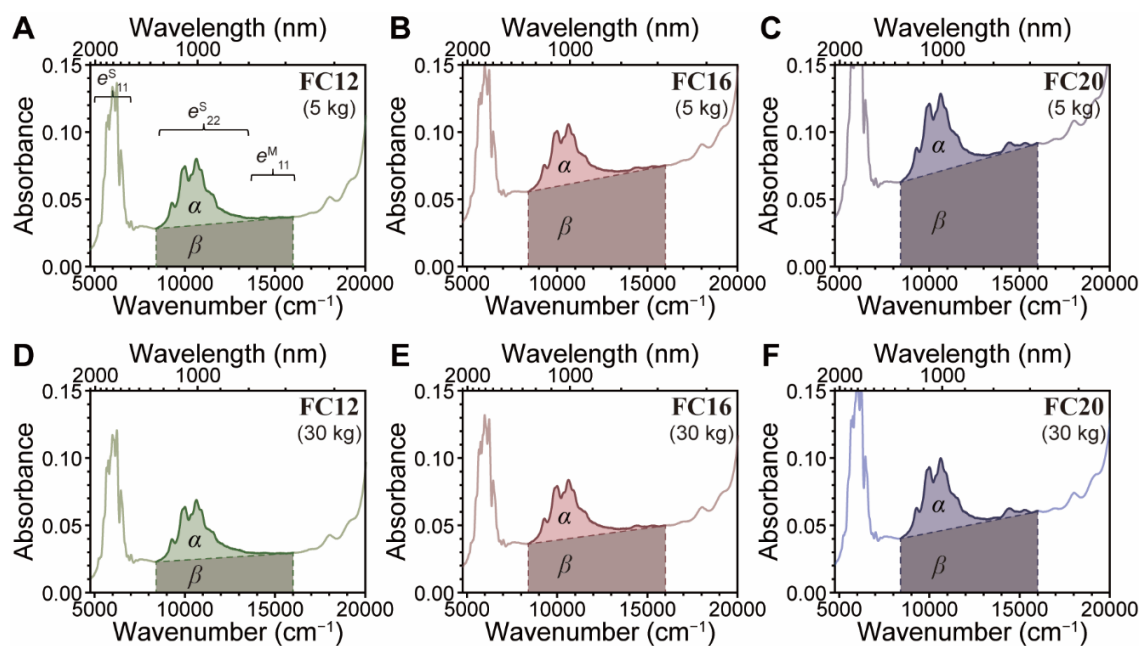 A
Wavelength (nm)
2000 1000
FC12
(5 kg)
eS11
eS22
eM11
α
β
Absorbance
0.15
0.10
0.05
0.00
5000 10000 15000 20000
Wavenumber (cm−1)
B
Wavelength (nm)
2000 1000
FC16
(5 kg)
α
β
Absorbance
0.15
0.10
0.05
0.00
5000 10000 15000 20000
Wavenumber (cm−1)
C
Wavelength (nm)
2000 1000
FC20
(5 kg)
α
β
Absorbance
0.15
0.10
0.05
0.00
5000 10000 15000 20000
Wavenumber (cm−1)
D
Wavelength (nm)
2000 1000
FC12
(30 kg)
α
β
Absorbance
0.15
0.10
0.05
0.00
5000 10000 15000 20000
Wavenumber (cm−1)
E
Wavelength (nm)
2000 1000
FC16
(30 kg)
α
β
Absorbance
0.15
0.10
0.05
0.00
5000 10000 15000 20000
Wavenumber (cm−1)
F
Wavelength (nm)
2000 1000
FC20
(30 kg)
α
β
Absorbance
0.15
0.10
0.05
0.00
5000 10000 15000 20000
Wavenumber (cm−1)